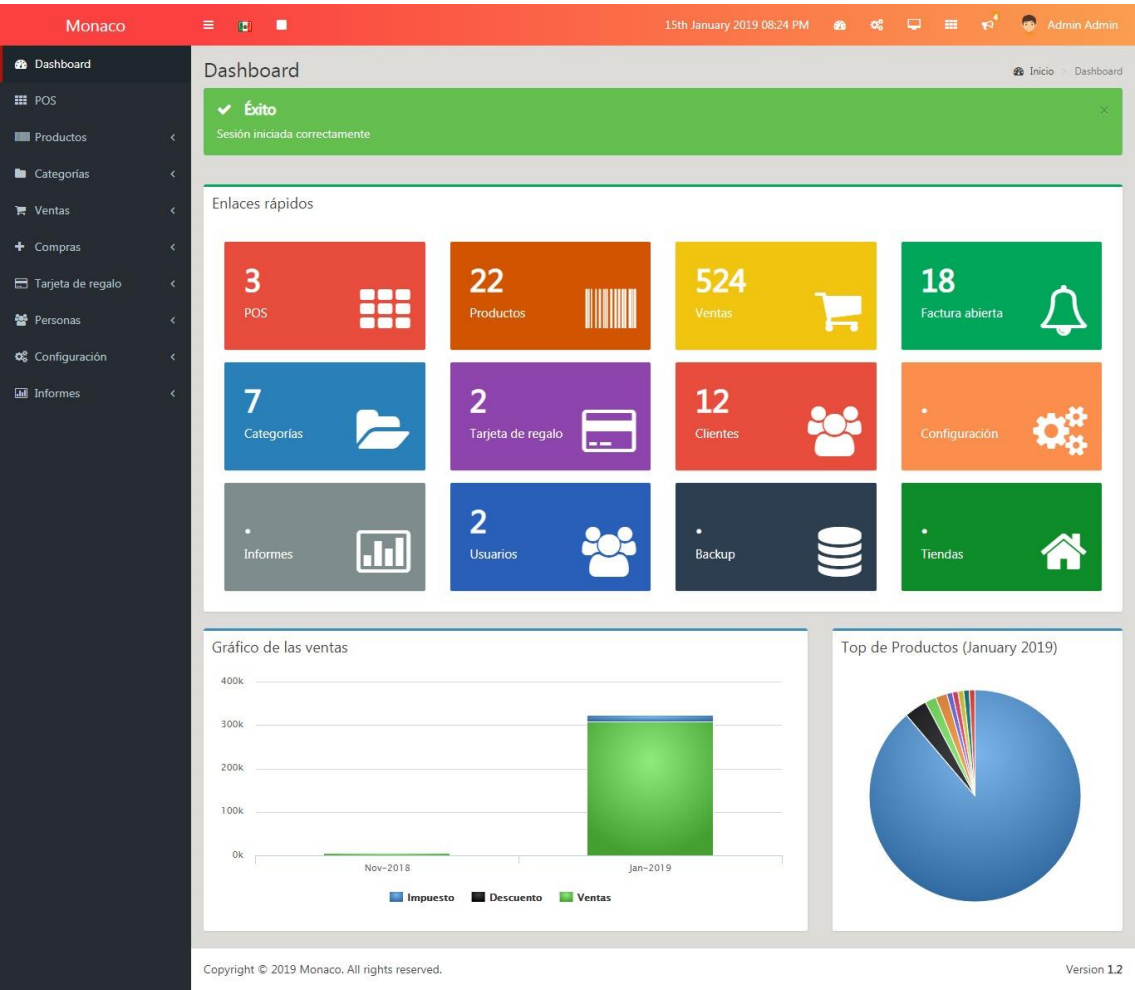 Monaco
15th January 2019 08:24 PM
Admin Admin
Dashboard
POS
Productos
Categorías
Ventas
Compras
Tarjeta de regalo
Personas
Configuración
Informes
Dashboard
Inicio > Dashboard
Éxito
×
Sesión iniciada correctamente
Enlaces rápidos
3
POS
22
Productos
524
Ventas
18
Factura abierta
7
Categorías
2
Tarjeta de regalo
12
Clientes
.
Configuración
.
Informes
2
Usuarios
.
Backup
.
Tiendas
Gráfico de las ventas
400k
300k
200k
100k
0k
Nov-2018
Jan-2019
Impuesto
Descuento
Ventas
Top de Productos (January 2019)
Copyright © 2019 Monaco. All rights reserved.
Version 1.2